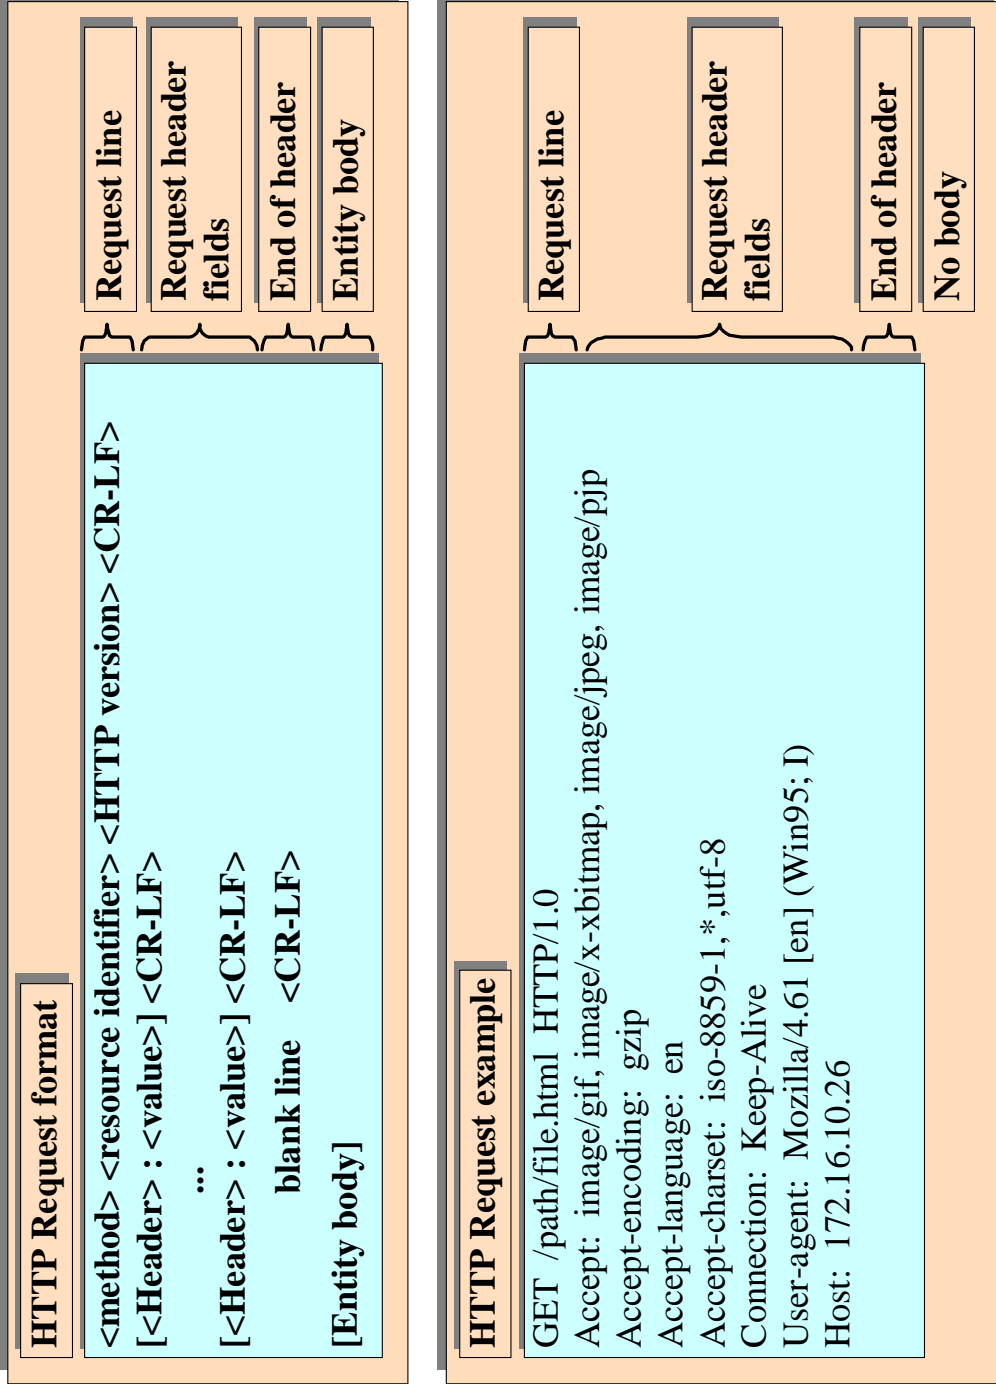 HTTP Request format
<method> <resource identifier> <HTTP version> <CR-LF>
[<Header> : <value>] <CR-LF>
...
[<Header> : <value>] <CR-LF>
blank line <CR-LF>
[Entity body]
Request line
Request header
fields
End of header
Entity body
HTTP Request example
GET /path/file.html HTTP/1.0
Accept: image/gif, image/x-xbitmap, image/jpeg, image/pjp
Accept-encoding: gzip
Accept-language: en
Accept-charset: iso-8859-1,*,utf-8
Connection: Keep-Alive
User-agent: Mozilla/4.61 [en] (Win95; I)
Host: 172.16.10.26
Request line
Request header
fields
End of header
No body